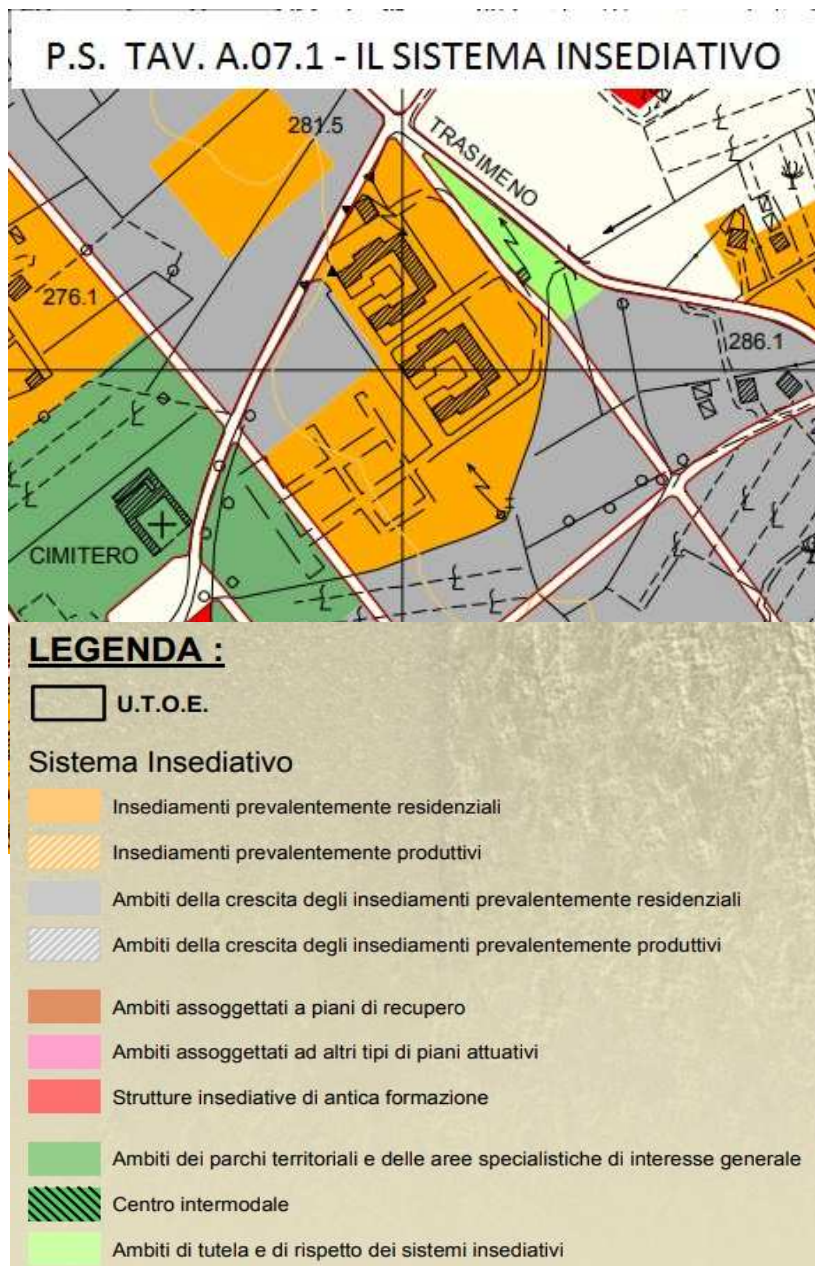 P.S. TAV. A.07.1 - IL SISTEMA INSEDIATIVO
281.5
TRASIMENO
276.1
286.1
CIMITERO
LEGENDA :
U.T.O.E.
Sistema Insediativo
Insediamenti prevalentemente residenziali
Insediamenti prevalentemente produttivi
Ambiti della crescita degli insediamenti prevalentemente residenziali
Ambiti della crescita degli insediamenti prevalentemente produttivi
Ambiti assoggettati a piani di recupero
Ambiti assoggettati ad altri tipi di piani attuativi
Strutture insediative di antica formazione
Ambiti dei parchi territoriali e delle aree specialistiche di interesse generale
Centro intermodale
Ambiti di tutela e di rispetto dei sistemi insediativi